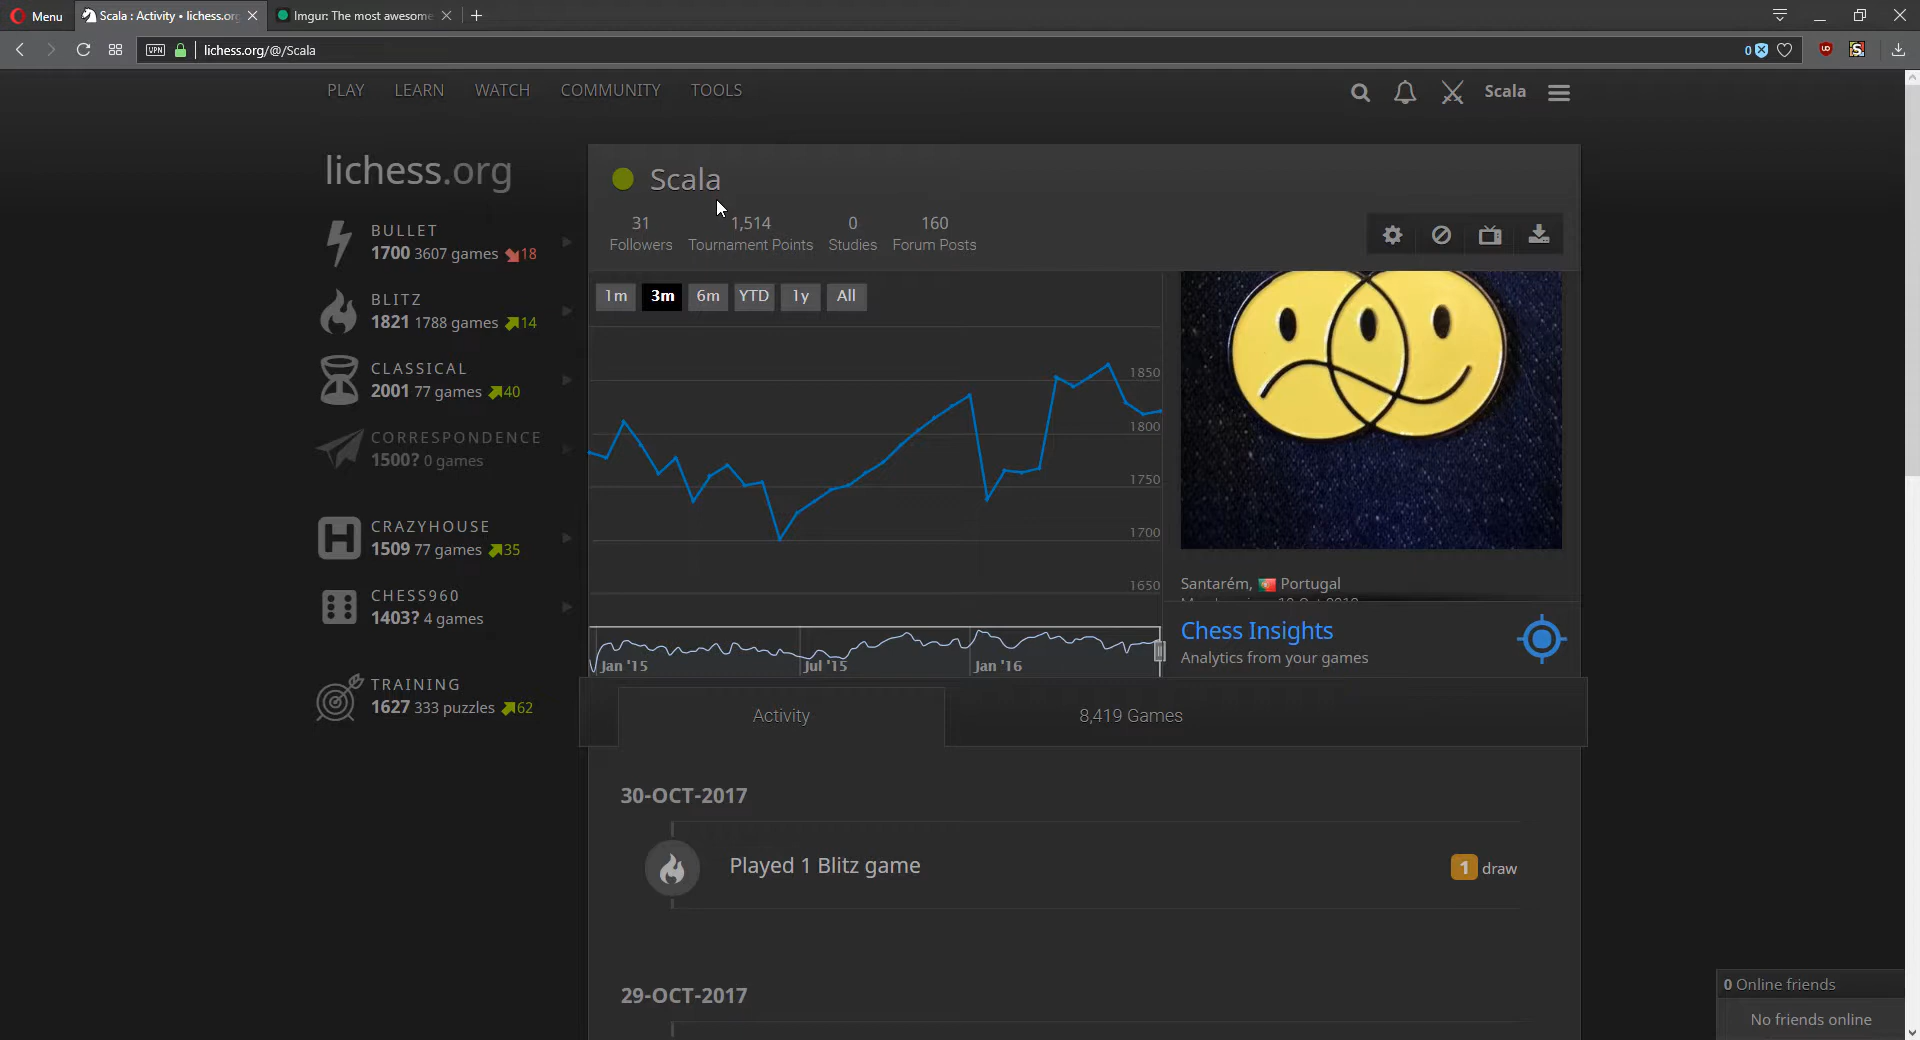 Menu
Scala : Activity • lichess.org
Imgur: The most awesome
VPN
lichess.org/@/Scala
0
PLAY LEARN WATCH COMMUNITY TOOLS
Scala
lichess.org
BULLET
1700 3607 games 18
BLITZ
1821 1788 games 14
CLASSICAL
2001 77 games 40
CORRESPONDENCE
1500? 0 games
CRAZYHOUSE
1509 77 games 35
CHESS960
1403? 4 games
TRAINING
1627 333 puzzles 62
Scala
31 1,514 0 160
Followers Tournament Points Studies Forum Posts
1m 3m 6m YTD 1y All
1850
1800
1750
1700
1650
Jan '15 Jul '15 Jan '16
Santarém, Portugal
Chess Insights
Analytics from your games
Activity 8,419 Games
30-OCT-2017
Played 1 Blitz game 1 draw
29-OCT-2017
0 Online friends
No friends online